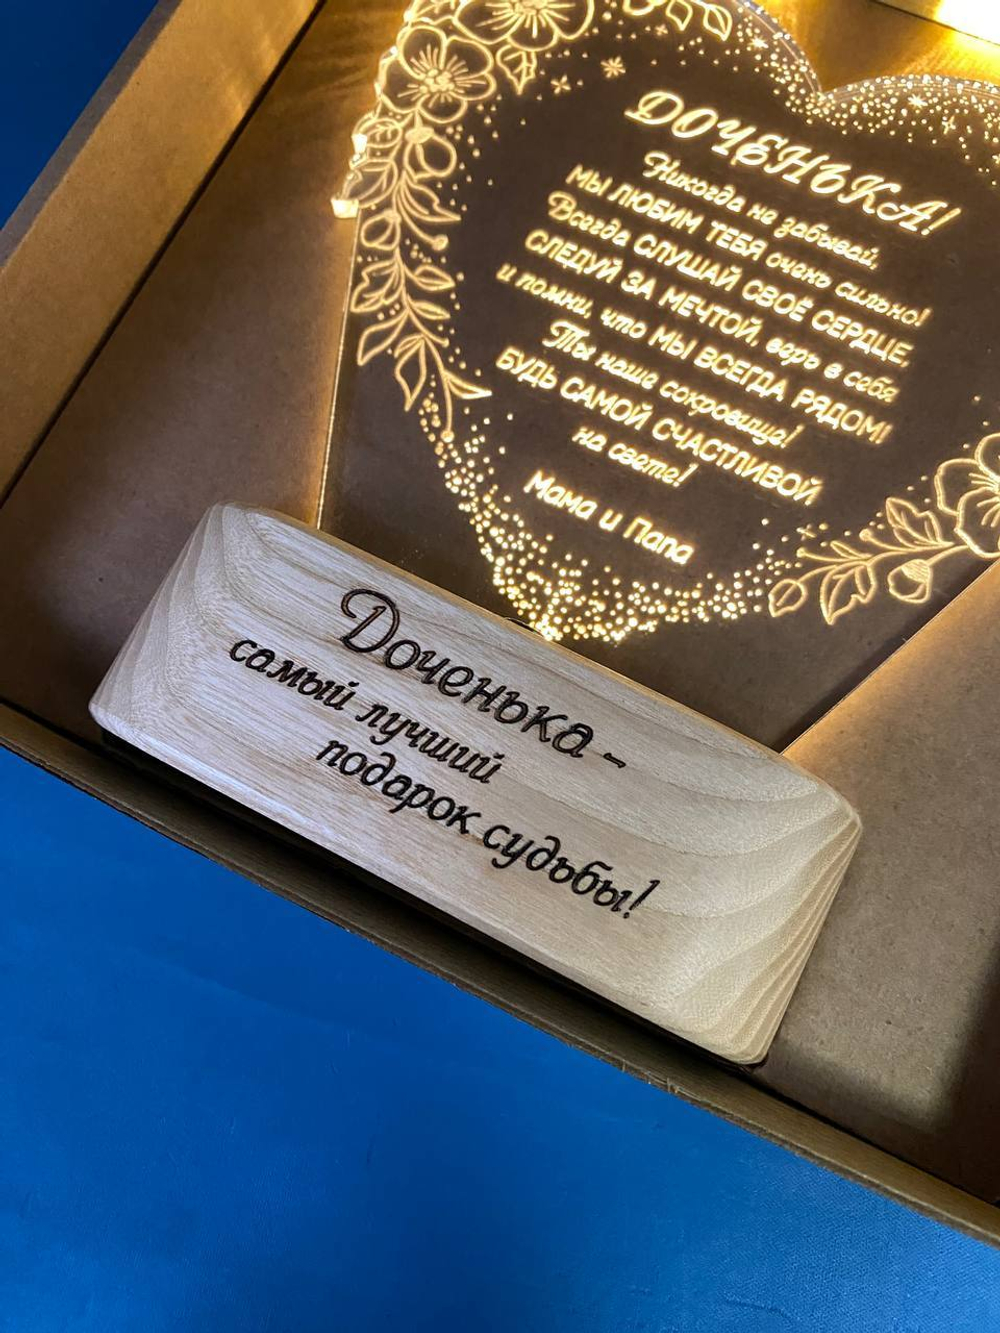 ДОЧЕНЬКА!
Никогда не забывай,
МЫ ЛЮБИМ ТЕБЯ очень сильно!
Всегда СЛУШАЙ СВОЁ СЕРДЦЕ,
СЛЕДУЙ ЗА МЕЧТОЙ, верь в себя
и помни, что МЫ ВСЕГДА РЯДОМ!
Ты наше сокровище!
БУДЬ САМОЙ СЧАСТЛИВОЙ
на свете!
Мама и Папа
Доченька –
самый лучший
подарок судьбы!